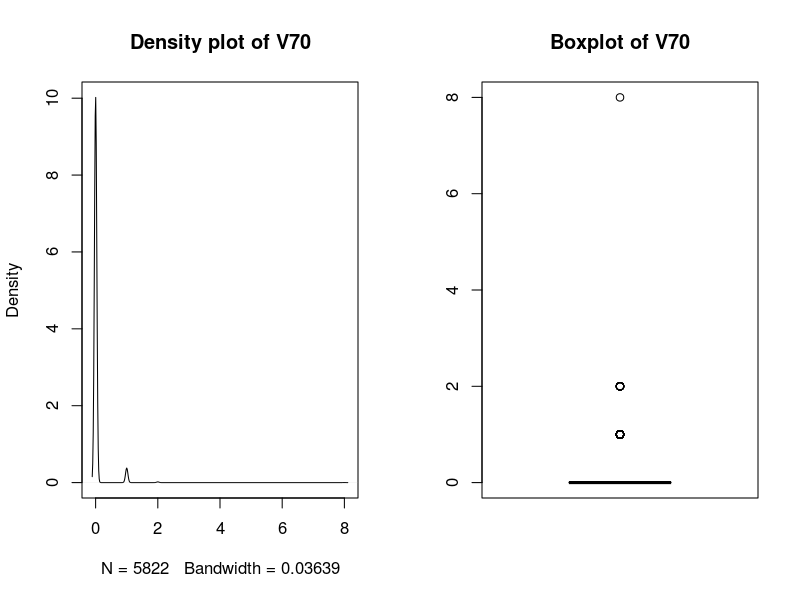 Density plot of V70
Density
10
8
6
4
2
0
0 2 4 6 8
N = 5822 Bandwidth = 0.03639
Boxplot of V70
8
6
4
2
0